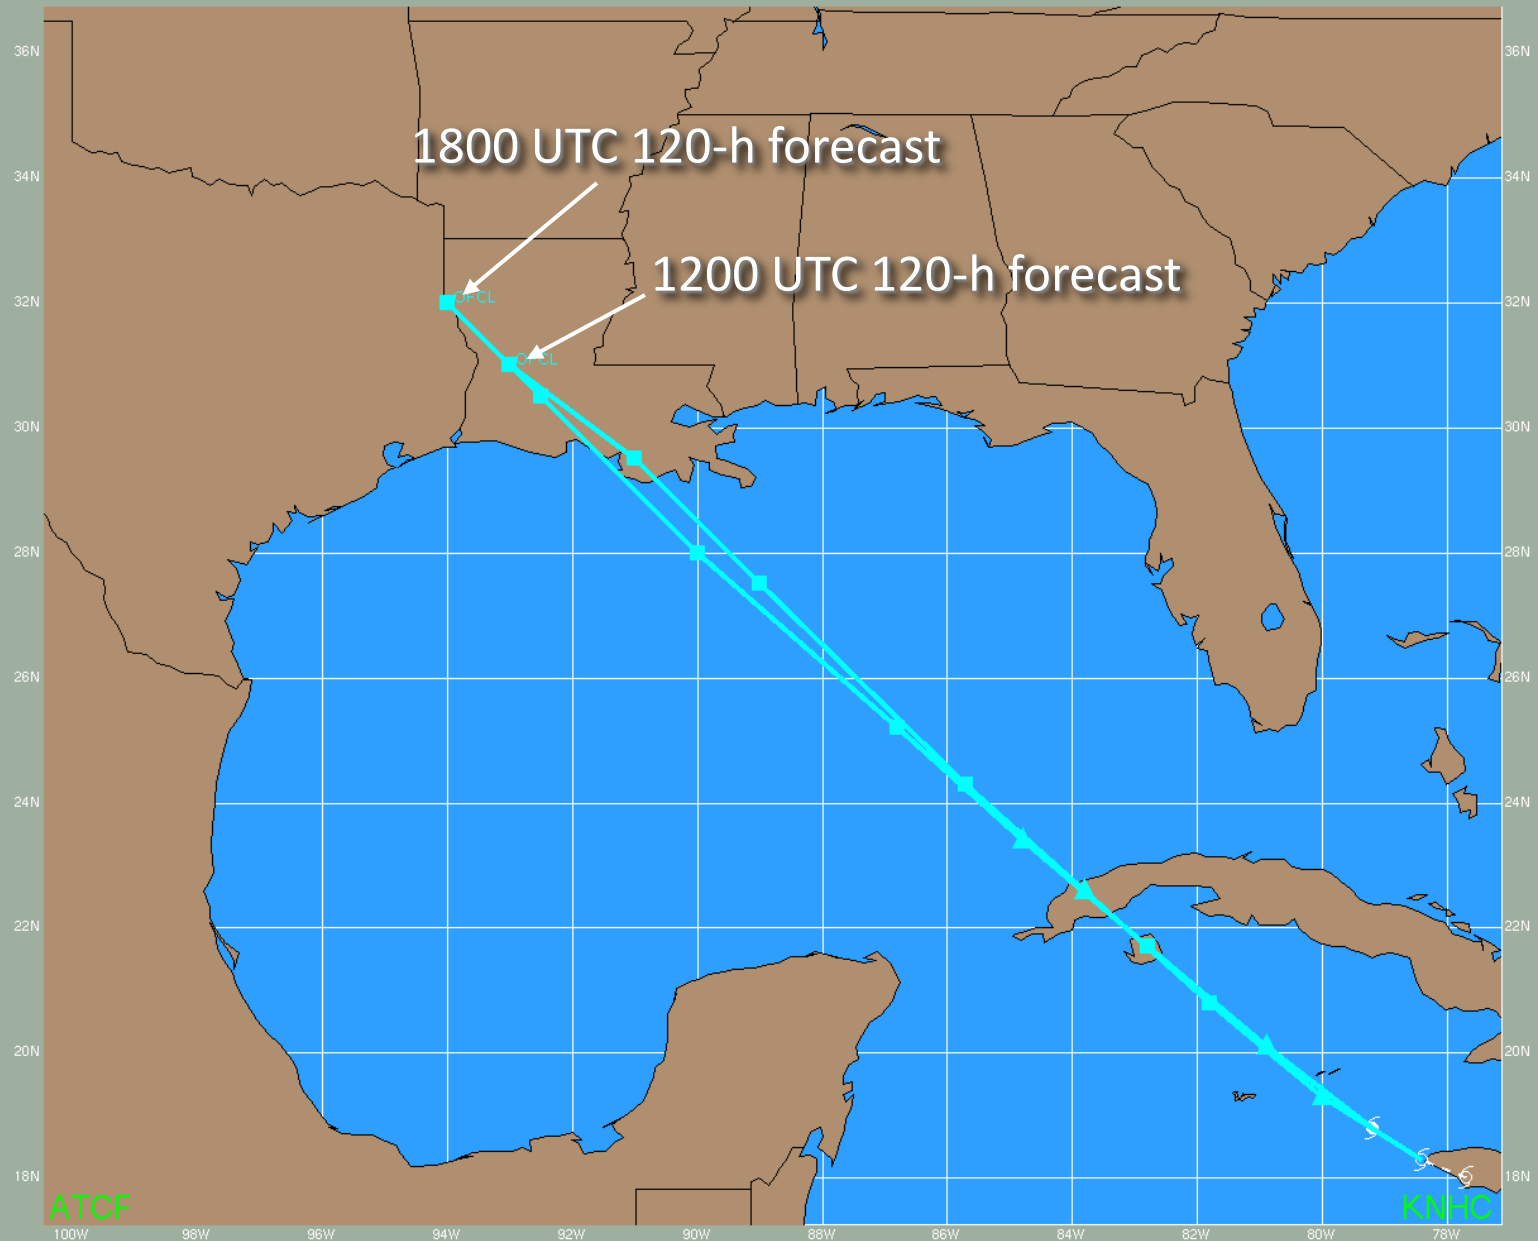 36N
36N
1800 UTC 120-h forecast
34N
34N
1200 UTC 120-h forecast
OFCL
32N
32N
OFCL
30N
30N
28N
28N
26N
26N
24N
24N
22N
22N
20N
20N
18N
18N
ATCF
KNHC
100W
98W
96W
94W
92W
90W
88W
86W
84W
82W
80W
78W